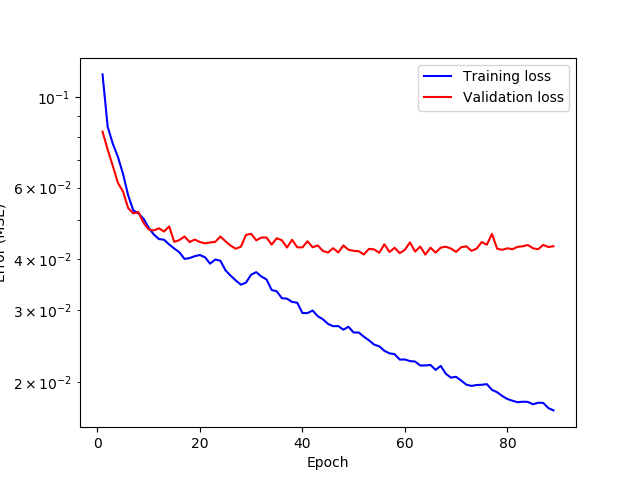 Training loss
Validation loss
10⁻¹
6 × 10⁻²
4 × 10⁻²
3 × 10⁻²
2 × 10⁻²
Error (MSE)
0 20 40 60 80
Epoch